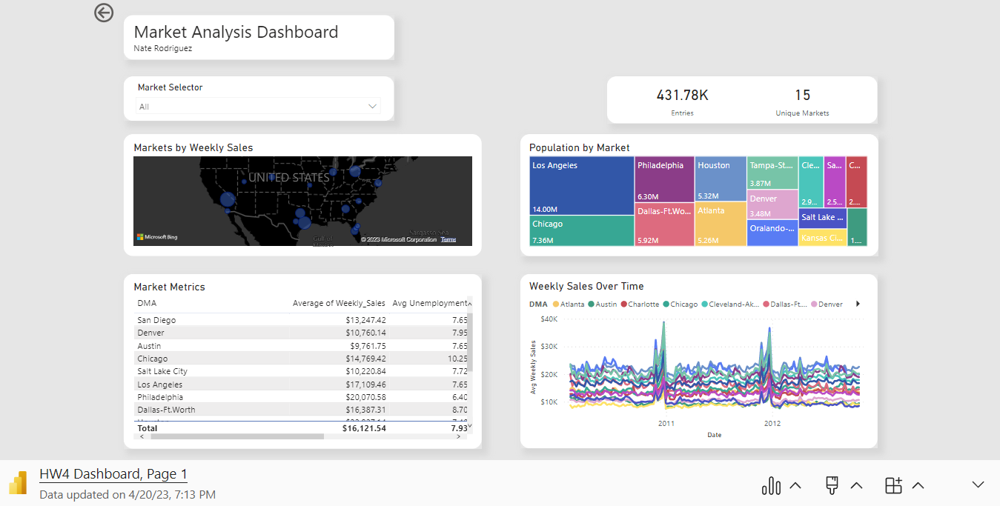 Market Analysis Dashboard
Nate Rodriguez
Market Selector
All
431.78K
Entries
15
Unique Markets
Markets by Weekly Sales
UNITED STATES
Gulf of
Sargasso Sea
Microsoft Bing
© 2023 Microsoft Corporation Terms
Population by Market
Los Angeles
14.00M
Chicago
7.36M
Philadelphia
6.30M
Dallas-Ft.Wo...
5.92M
Houston
5.32M
Atlanta
5.26M
Tampa-St...
3.87M
Denver
3.48M
Oralando-...
Cle...
2.9...
Sa...
2.5...
C...
2....
Salt Lake ...
Kansas Ci...
1....
Market Metrics
DMA Average of Weekly_Sales Avg Unemployment
San Diego $13,247.42 7.65
Denver $10,760.14 7.95
Austin $9,761.75 7.65
Chicago $14,769.42 10.25
Salt Lake City $10,220.84 7.72
Los Angeles $17,109.46 7.65
Philadelphia $20,070.58 6.40
Dallas-Ft.Worth $16,387.31 8.70
Total $16,121.54 7.93
Weekly Sales Over Time
DMA Atlanta Austin Charlotte Chicago Cleveland-Ak... Dallas-Ft.... Denver
$40K
$30K
$20K
$10K
Avg Weekly Sales
2011 2012
Date
HW4 Dashboard, Page 1
Data updated on 4/20/23, 7:13 PM